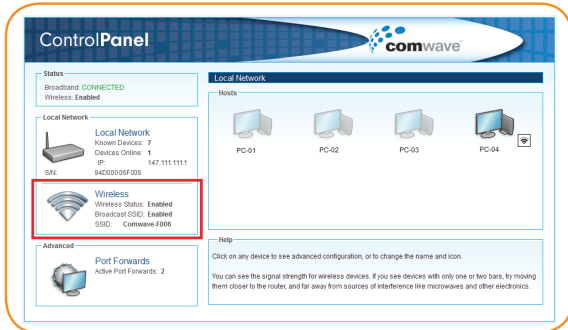 ControlPanel
comwave
Status
Broadband: CONNECTED
Wireless: Enabled
Local Network
Local Network
Known Devices: 7
Devices Online: 1
IP: 147.111.111.1
S/N: 94D00006F006
Wireless
Wireless Status: Enabled
Broadcast SSID: Enabled
SSID: Comwave-F006
Advanced
Port Forwards
Active Port Forwards: 2
Local Network
Hosts
PC-01 PC-02 PC-03 PC-04
Help
Click on any device to see advanced configuration, or to change the name and icon.
You can see the signal strength for wireless devices. If you see devices with only one or two bars, try moving
them closer to the router, and far away from sources of interference like microwaves and other electronics.